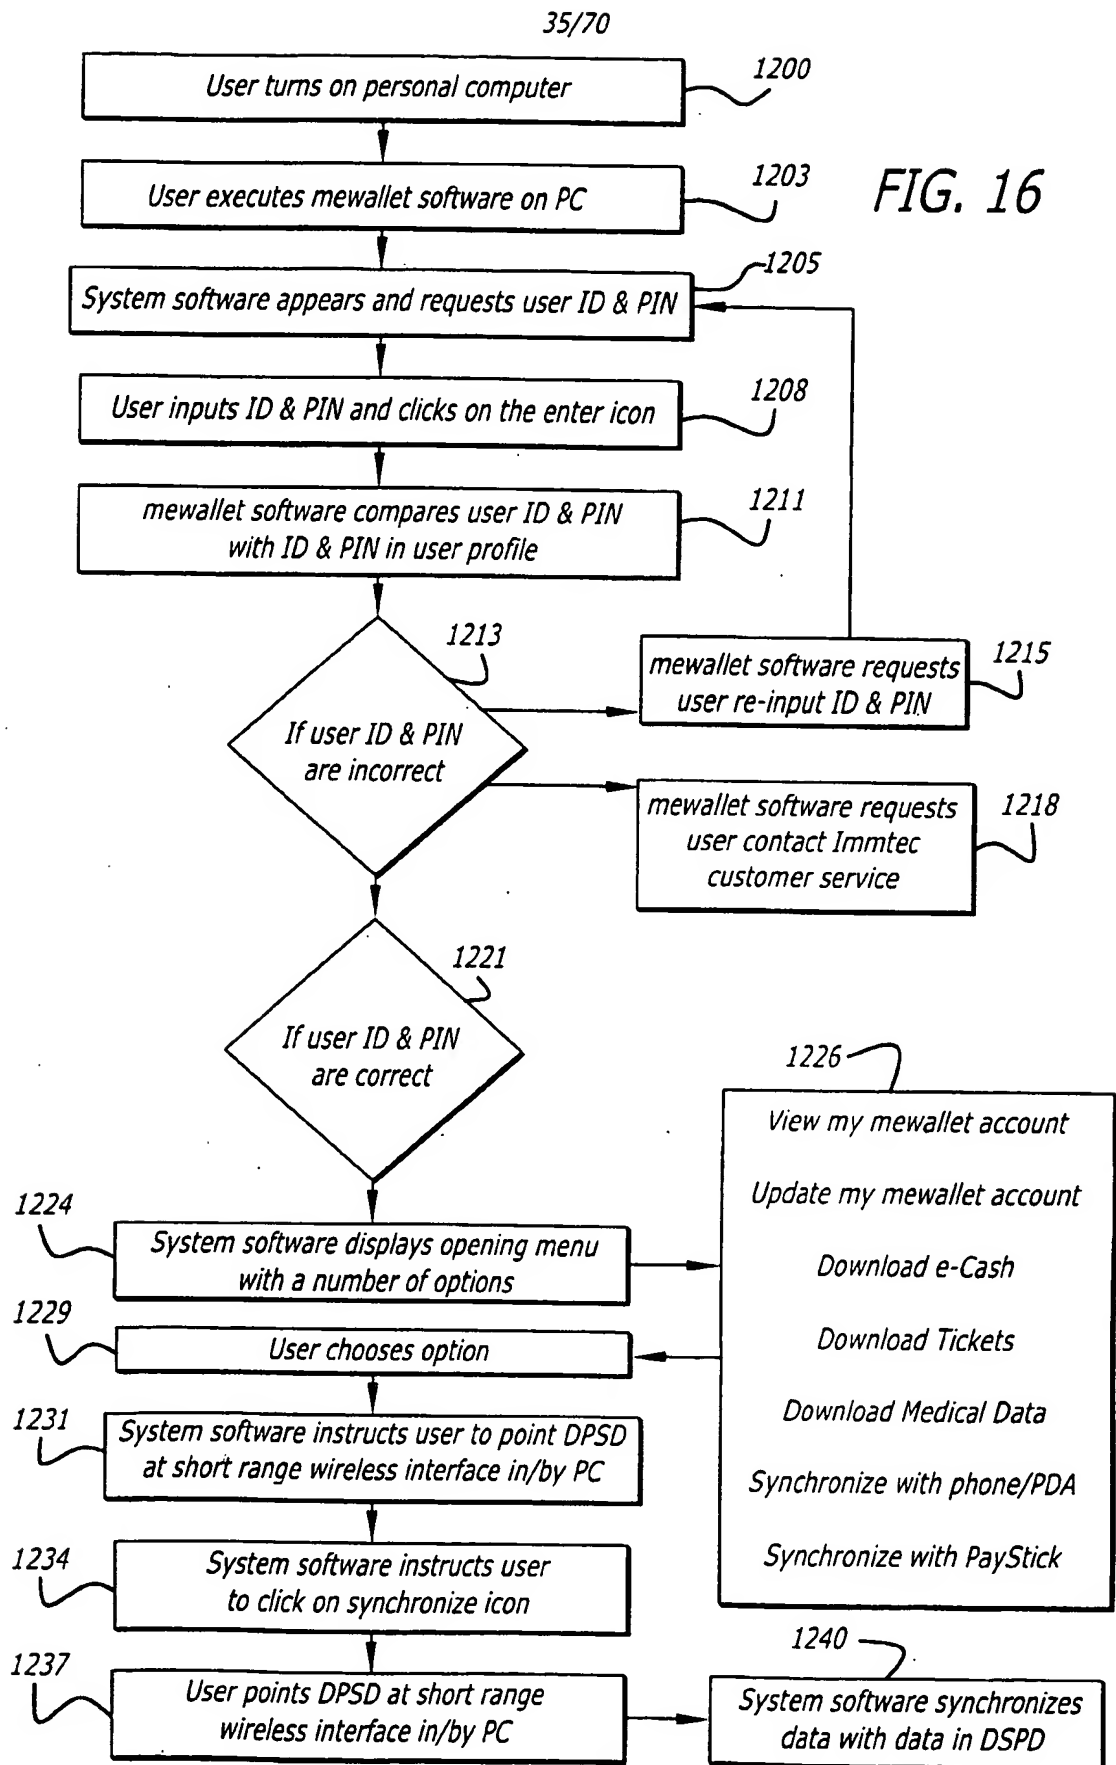 35/70
User turns on personal computer
1200
User executes mewallet software on PC
1203
FIG. 16
System software appears and requests user ID & PIN
1205
User inputs ID & PIN and clicks on the enter icon
1208
mewallet software compares user ID & PIN
with ID & PIN in user profile
1211
If user ID & PIN
are incorrect
1213
mewallet software requests
user re-input ID & PIN
1215
mewallet software requests
user contact Immtec
customer service
1218
If user ID & PIN
are correct
1221
1224
System software displays opening menu
with a number of options
1226
View my mewallet account
Update my mewallet account
Download e-Cash
Download Tickets
Download Medical Data
Synchronize with phone/PDA
Synchronize with PayStick
1229
User chooses option
1231
System software instructs user to point DPSD
at short range wireless interface in/by PC
1234
System software instructs user
to click on synchronize icon
1237
User points DPSD at short range
wireless interface in/by PC
1240
System software synchronizes
data with data in DSPD